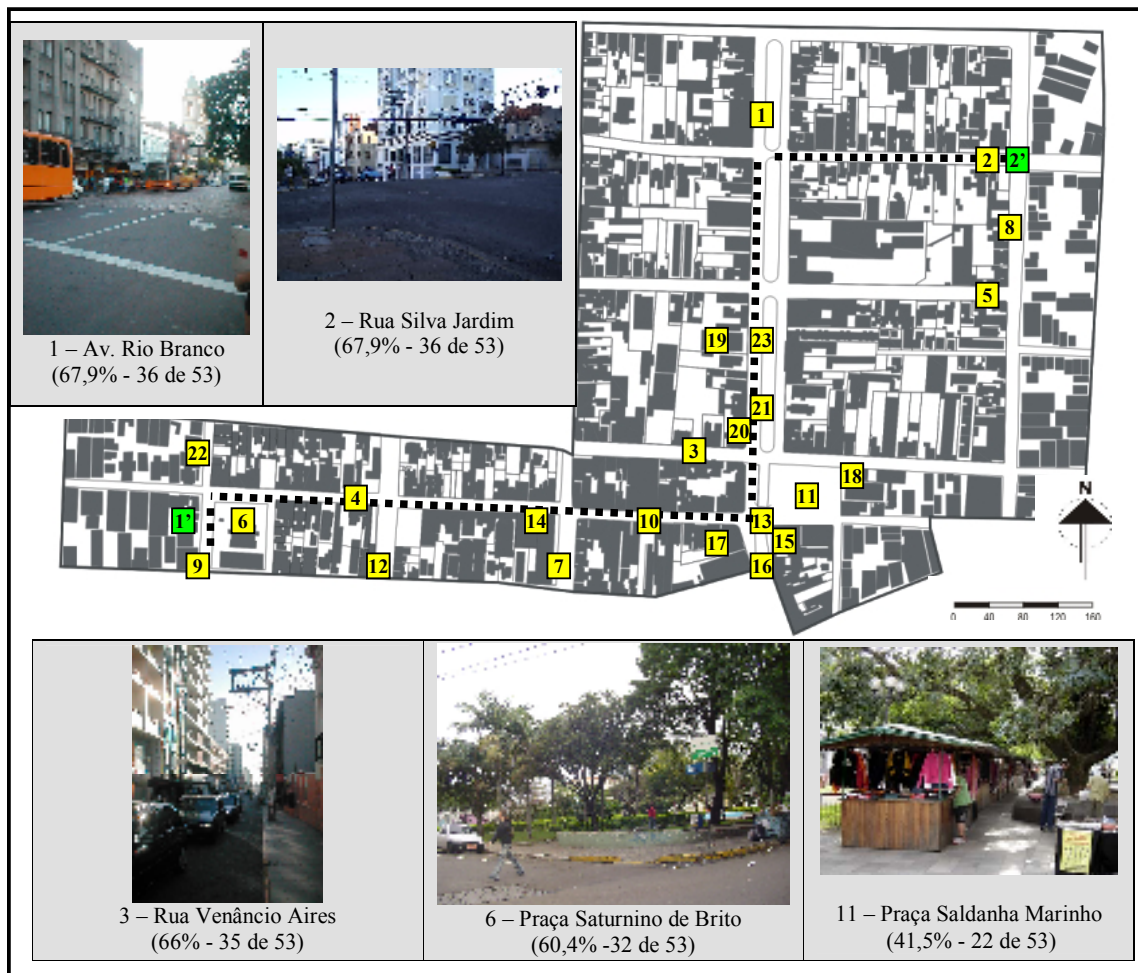 1 – Av. Rio Branco
(67,9% - 36 de 53)
2 – Rua Silva Jardim
(67,9% - 36 de 53)
1
2
2’
8
5
19
23
21
20
3
18
11
22
4
1’
6
14
10
13
17
15
9
12
7
16
N
0 40 80 120 160
3 – Rua Venâncio Aires
(66% - 35 de 53)
6 – Praça Saturnino de Brito
(60,4% -32 de 53)
11 – Praça Saldanha Marinho
(41,5% - 22 de 53)